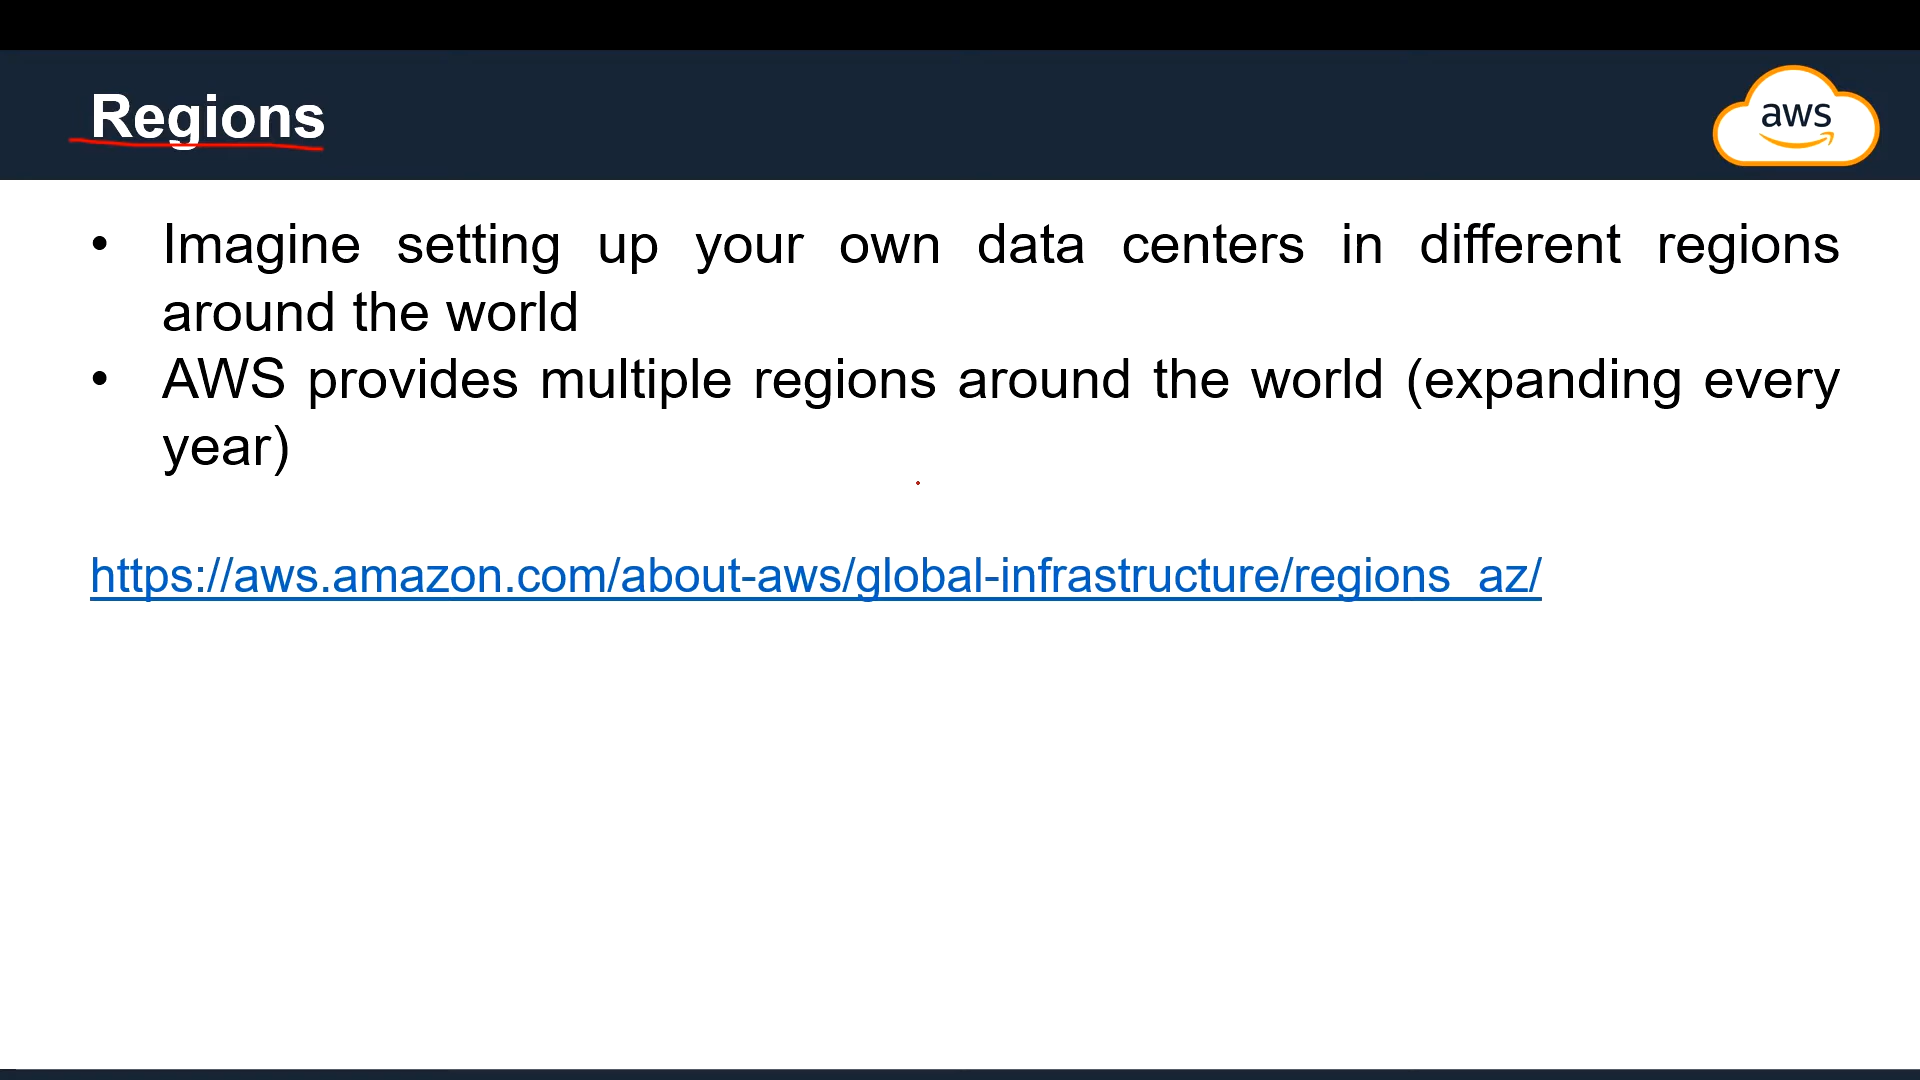 Regions
aws
• Imagine setting up your own data centers in different regions
around the world
• AWS provides multiple regions around the world (expanding every
year)
https://aws.amazon.com/about-aws/global-infrastructure/regions_az/